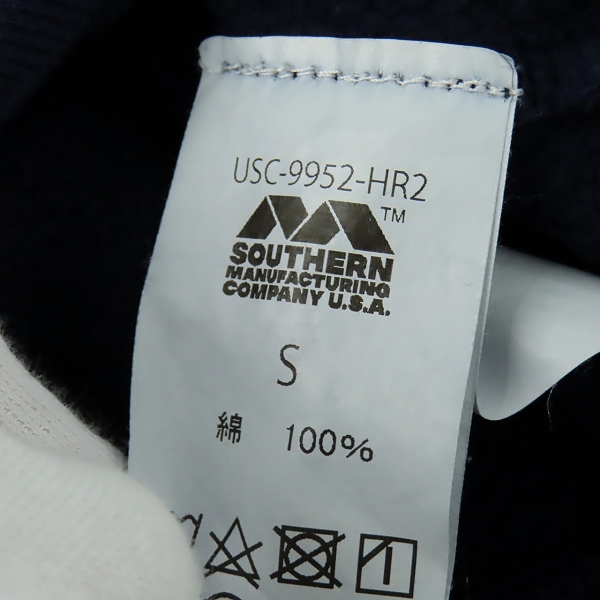 USC-9952-HR2
TM
SOUTHERN
MANUFACTURING
COMPANY U.S.A.
S
綿 100%